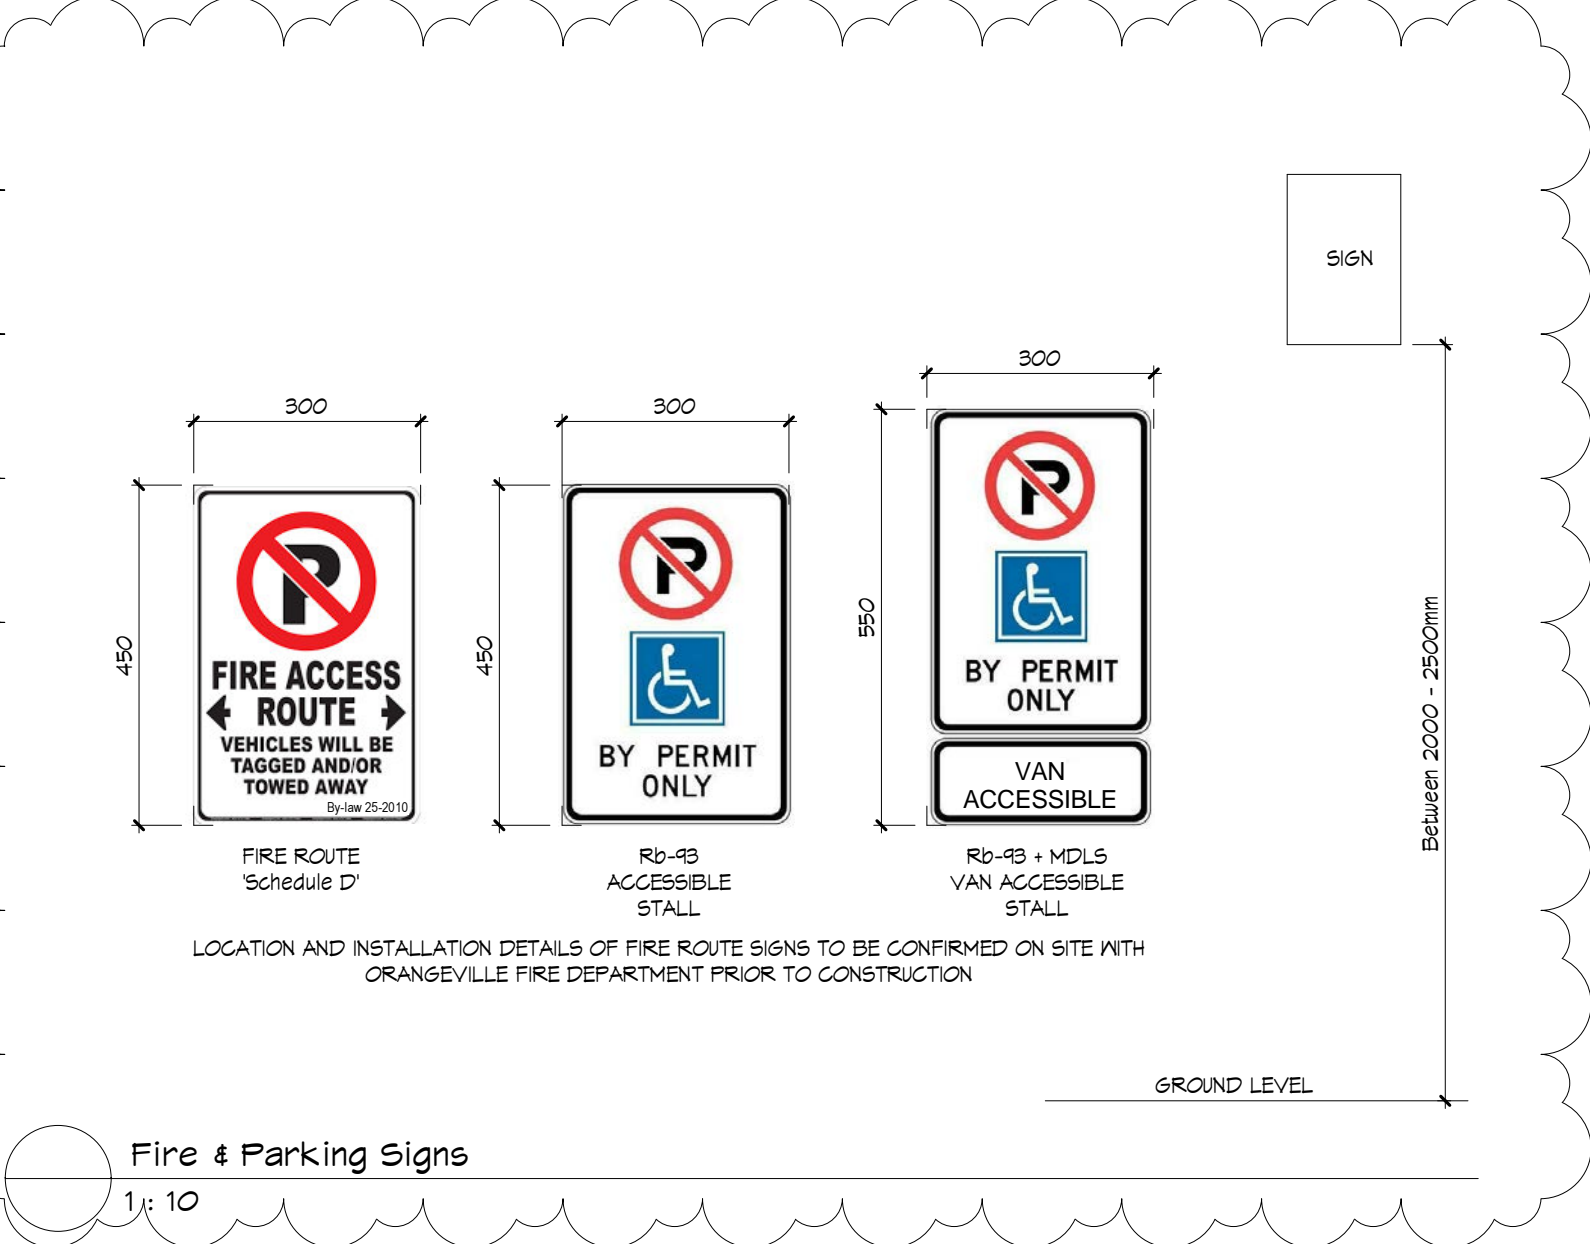 SIGN
300
300
300
450
450
550
P
FIRE ACCESS
ROUTE
VEHICLES WILL BE
TAGGED AND/OR
TOWED AWAY
By-law 25-2010
P
BY PERMIT
ONLY
P
BY PERMIT
ONLY
VAN
ACCESSIBLE
Between 2000 - 2500mm
FIRE ROUTE
'Schedule D'
Rb-93
ACCESSIBLE
STALL
Rb-93 + MDLS
VAN ACCESSIBLE
STALL
LOCATION AND INSTALLATION DETAILS OF FIRE ROUTE SIGNS TO BE CONFIRMED ON SITE WITH
ORANGEVILLE FIRE DEPARTMENT PRIOR TO CONSTRUCTION
GROUND LEVEL
Fire & Parking Signs
1 : 10